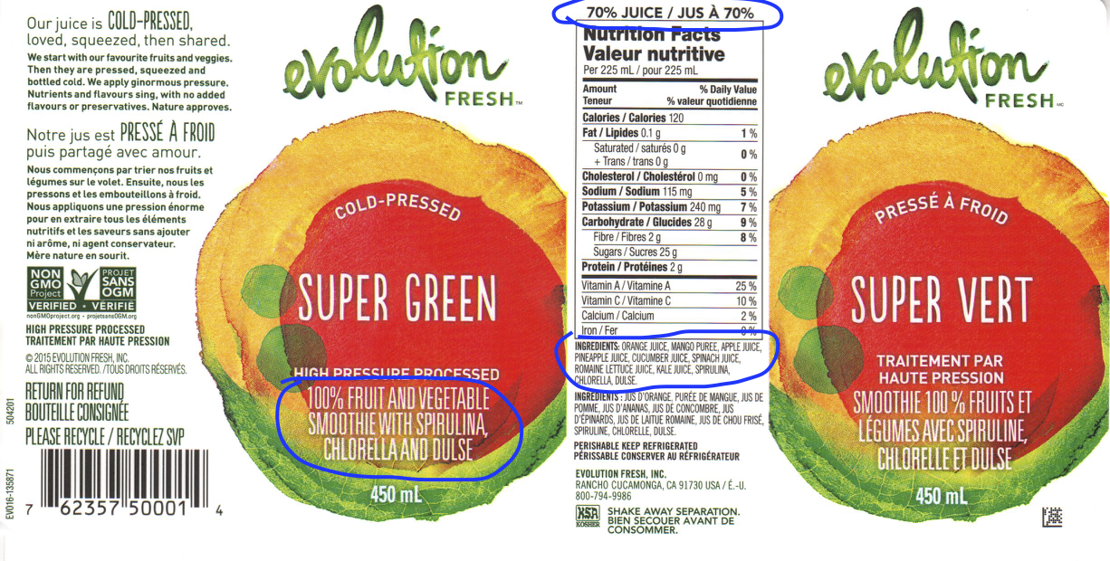 Our juice is COLD-PRESSED,
loved, squeezed, then shared.
We start with our favourite fruits and veggies.
Then they are pressed, squeezed and
bottled cold. We apply ginormous pressure.
Nutrients and flavours sing, with no added
flavours or preservatives. Nature approves.
Notre jus est PRESSÉ À FROID
puis partagé avec amour.
Nous commençons par trier nos fruits et
légumes sur le volet. Ensuite, nous les
pressons et les embouteillons à froid.
Nous appliquons une pression énorme
pour en extraire tous les éléments
nutritifs et les saveurs sans ajouter
ni arôme, ni agent conservateur.
Mère nature en sourit.
NON GMO Project VERIFIED
PROJET SANS OGM VÉRIFIÉ
nonGMOproject.org • projetsansOGM.org
HIGH PRESSURE PROCESSED
TRAITEMENT PAR HAUTE PRESSION
© 2015 EVOLUTION FRESH, INC.
ALL RIGHTS RESERVED. /TOUS DROITS RÉSERVÉS.
RETURN FOR REFUND
BOUTEILLE CONSIGNÉE
PLEASE RECYCLE / RECYCLEZ SVP
504201
EV016-135871
7 62357 50001 4
evolution
FRESH™
COLD-PRESSED
SUPER GREEN
HIGH PRESSURE PROCESSED
100% FRUIT AND VEGETABLE
SMOOTHIE WITH SPIRULINA,
CHLORELLA AND DULSE
450 mL
70% JUICE / JUS À 70%
Nutrition Facts
Valeur nutritive
Per 225 mL / pour 225 mL
Amount % Daily Value
Teneur % valeur quotidienne
Calories / Calories 120
Fat / Lipides 0.1 g 1 %
Saturated / saturés 0 g
+ Trans / trans 0 g 0 %
Cholesterol / Cholestérol 0 mg 0 %
Sodium / Sodium 115 mg 5 %
Potassium / Potassium 240 mg 7 %
Carbohydrate / Glucides 28 g 9 %
Fibre / Fibres 2 g 8 %
Sugars / Sucres 25 g
Protein / Protéines 2 g
Vitamin A / Vitamine A 25 %
Vitamin C / Vitamine C 10 %
Calcium / Calcium 2 %
Iron / Fer
INGREDIENTS: ORANGE JUICE, MANGO PUREE, APPLE JUICE,
PINEAPPLE JUICE, CUCUMBER JUICE, SPINACH JUICE,
ROMAINE LETTUCE JUICE, KALE JUICE, SPIRULINA,
CHLORELLA, DULSE.
INGRÉDIENTS : JUS D'ORANGE, PURÉE DE MANGUE, JUS DE
POMME, JUS D'ANANAS, JUS DE CONCOMBRE, JUS
D'ÉPINARDS, JUS DE LAITUE ROMAINE, JUS DE CHOU FRISÉ,
SPIRULINE, CHLORELLE, DULSE.
PERISHABLE KEEP REFRIGERATED
PÉRISSABLE CONSERVER AU RÉFRIGÉRATEUR
EVOLUTION FRESH, INC.
RANCHO CUCAMONGA, CA 91730 USA / É.-U.
800-794-9986
KSA
KOSHER
SHAKE AWAY SEPARATION.
BIEN SECOUER AVANT DE
CONSOMMER.
evolution
FRESH
PRESSÉ À FROID
SUPER VERT
TRAITEMENT PAR
HAUTE PRESSION
SMOOTHIE 100 % FRUITS ET
LÉGUMES AVEC SPIRULINE,
CHLORELLE ET DULSE
450 mL